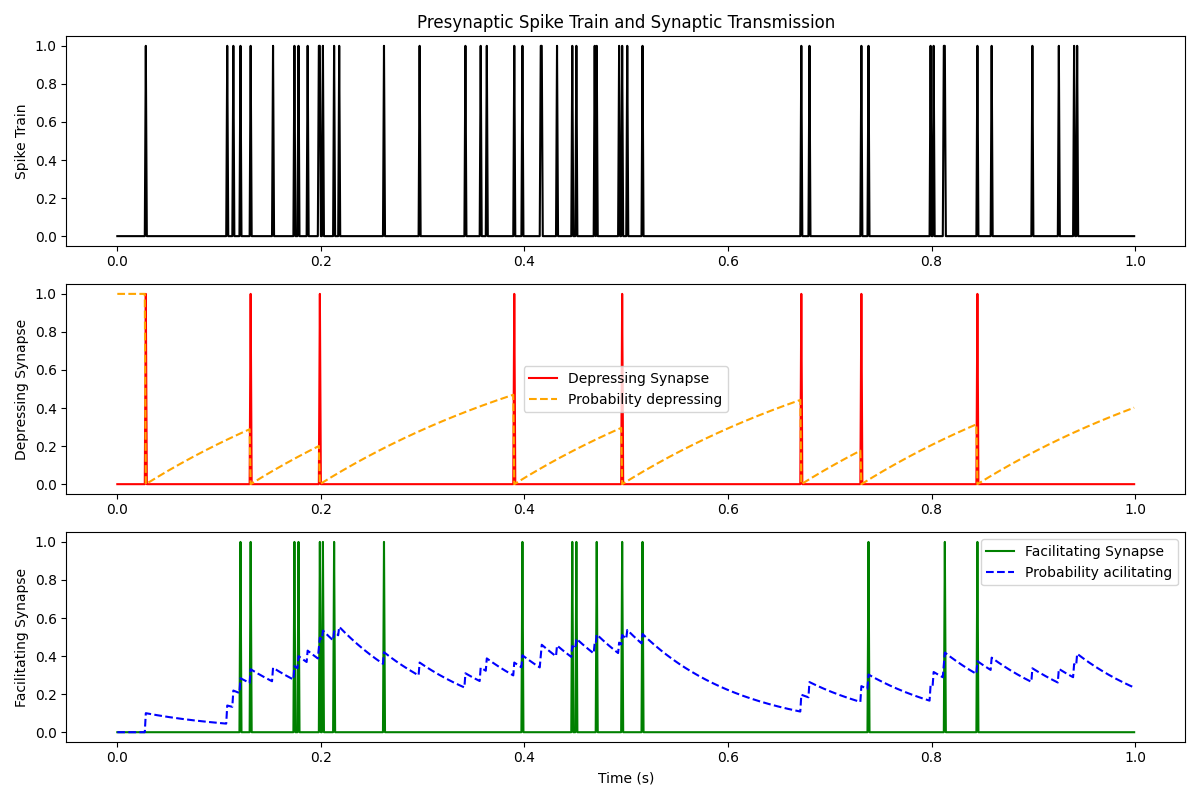 Presynaptic Spike Train and Synaptic Transmission
Spike Train
1.0
0.8
0.6
0.4
0.2
0.0
0.0 0.2 0.4 0.6 0.8 1.0
Depressing Synapse
1.0
0.8
0.6
0.4
0.2
0.0
Depressing Synapse
Probability depressing
0.0 0.2 0.4 0.6 0.8 1.0
Facilitating Synapse
1.0
0.8
0.6
0.4
0.2
0.0
Facilitating Synapse
Probability acilitating
0.0 0.2 0.4 0.6 0.8 1.0
Time (s)